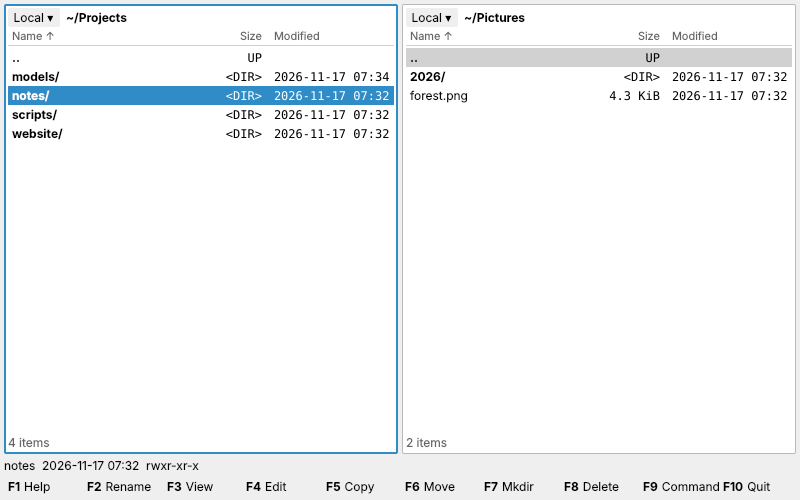 Local ▾ ~/Projects
Name ↑ Size Modified
.. UP
models/ <DIR> 2026-11-17 07:34
notes/ <DIR> 2026-11-17 07:32
scripts/ <DIR> 2026-11-17 07:32
website/ <DIR> 2026-11-17 07:32
4 items
Local ▾ ~/Pictures
Name ↑ Size Modified
.. UP
2026/ <DIR> 2026-11-17 07:32
forest.png 4.3 KiB 2026-11-17 07:32
2 items
notes 2026-11-17 07:32 rwxr-xr-x
F1 Help F2 Rename F3 View F4 Edit F5 Copy F6 Move F7 Mkdir F8 Delete F9 Command F10 Quit